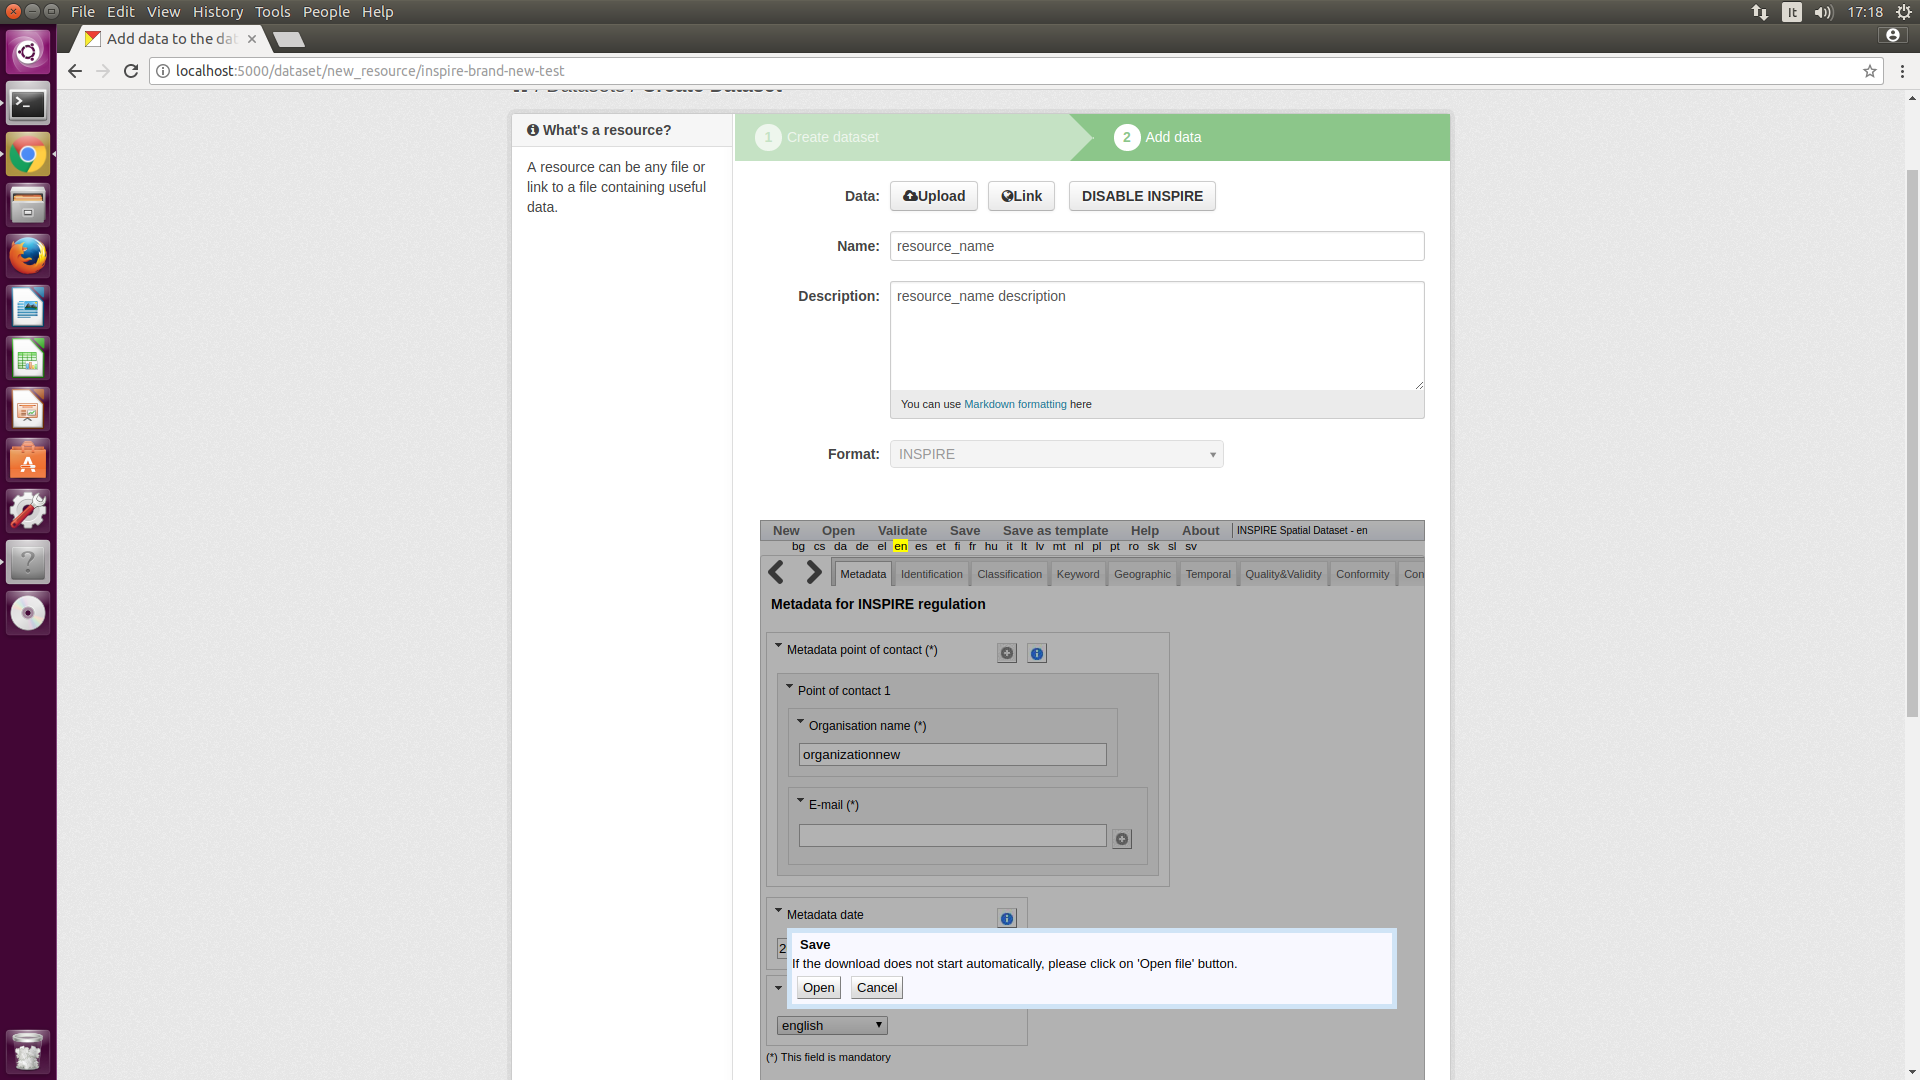 File Edit View History Tools People Help
It
17:18
Add data to the dat
localhost:5000/dataset/new_resource/inspire-brand-new-test
/ Datasets / Create Dataset
What's a resource?
A resource can be any file or
link to a file containing useful
data.
1 Create dataset
2 Add data
Data: Upload Link DISABLE INSPIRE
Name: resource_name
Description: resource_name description
You can use Markdown formatting here
Format: INSPIRE
New Open Validate Save Save as template Help About INSPIRE Spatial Dataset - en
bg cs da de el en es et fi fr hu it lt lv mt nl pl pt ro sk sl sv
Metadata Identification Classification Keyword Geographic Temporal Quality&Validity Conformity Con
Metadata for INSPIRE regulation
Metadata point of contact (*)
Point of contact 1
Organisation name (*)
organizationnew
E-mail (*)
Metadata date
2
Save
If the download does not start automatically, please click on 'Open file' button.
Open Cancel
english
(*) This field is mandatory